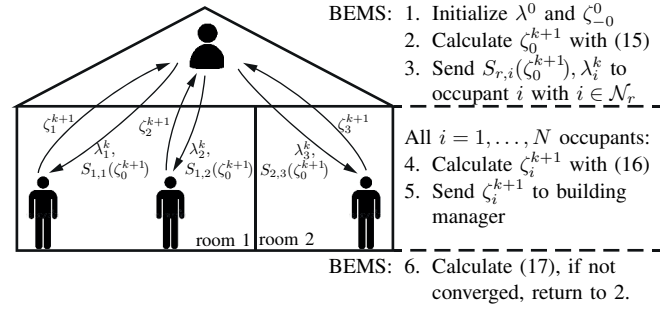 BEMS: 1. Initialize λ^0 and ζ_{-0}^0
2. Calculate ζ_0^{k+1} with (15)
3. Send S_{r,i}(ζ_0^{k+1}), λ_i^k to
occupant i with i ∈ N_r
ζ_1^{k+1}
λ_1^k,
S_{1,1}(ζ_0^{k+1})
ζ_2^{k+1}
λ_2^k,
S_{1,2}(ζ_0^{k+1})
ζ_3^{k+1}
λ_3^k,
S_{2,3}(ζ_0^{k+1})
room 1
room 2
All i = 1, . . . , N occupants:
4. Calculate ζ_i^{k+1} with (16)
5. Send ζ_i^{k+1} to building
manager
BEMS: 6. Calculate (17), if not
converged, return to 2.